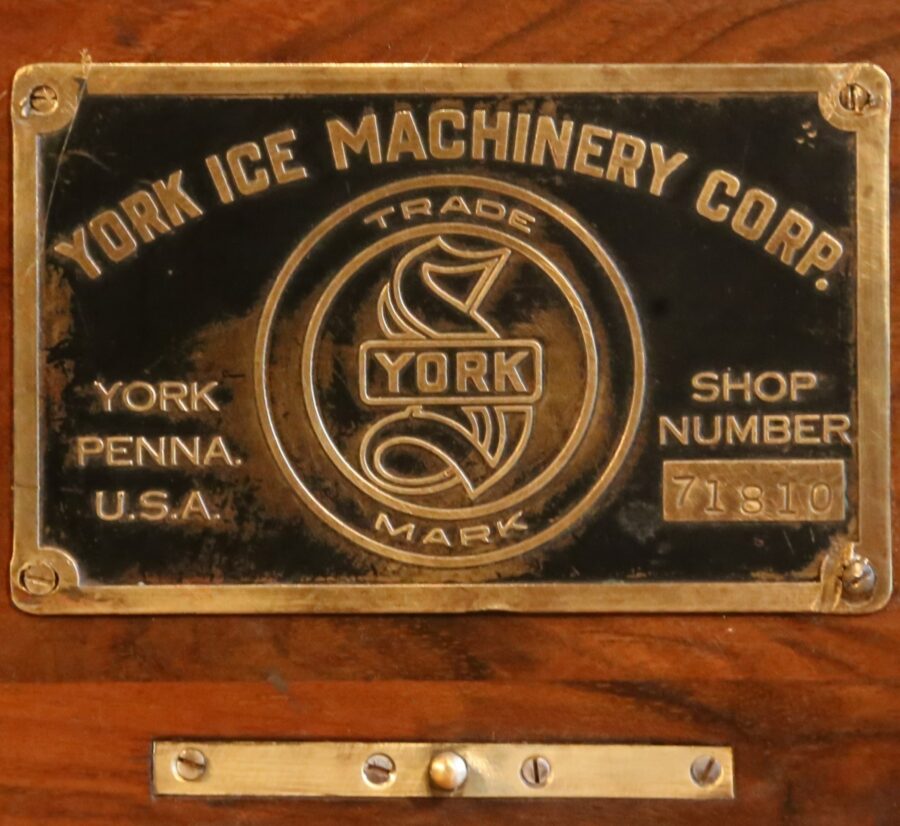 YORK ICE MACHINERY CORP.
TRADE
YORK
MARK
YORK
PENNA.
U.S.A.
SHOP
NUMBER
71810